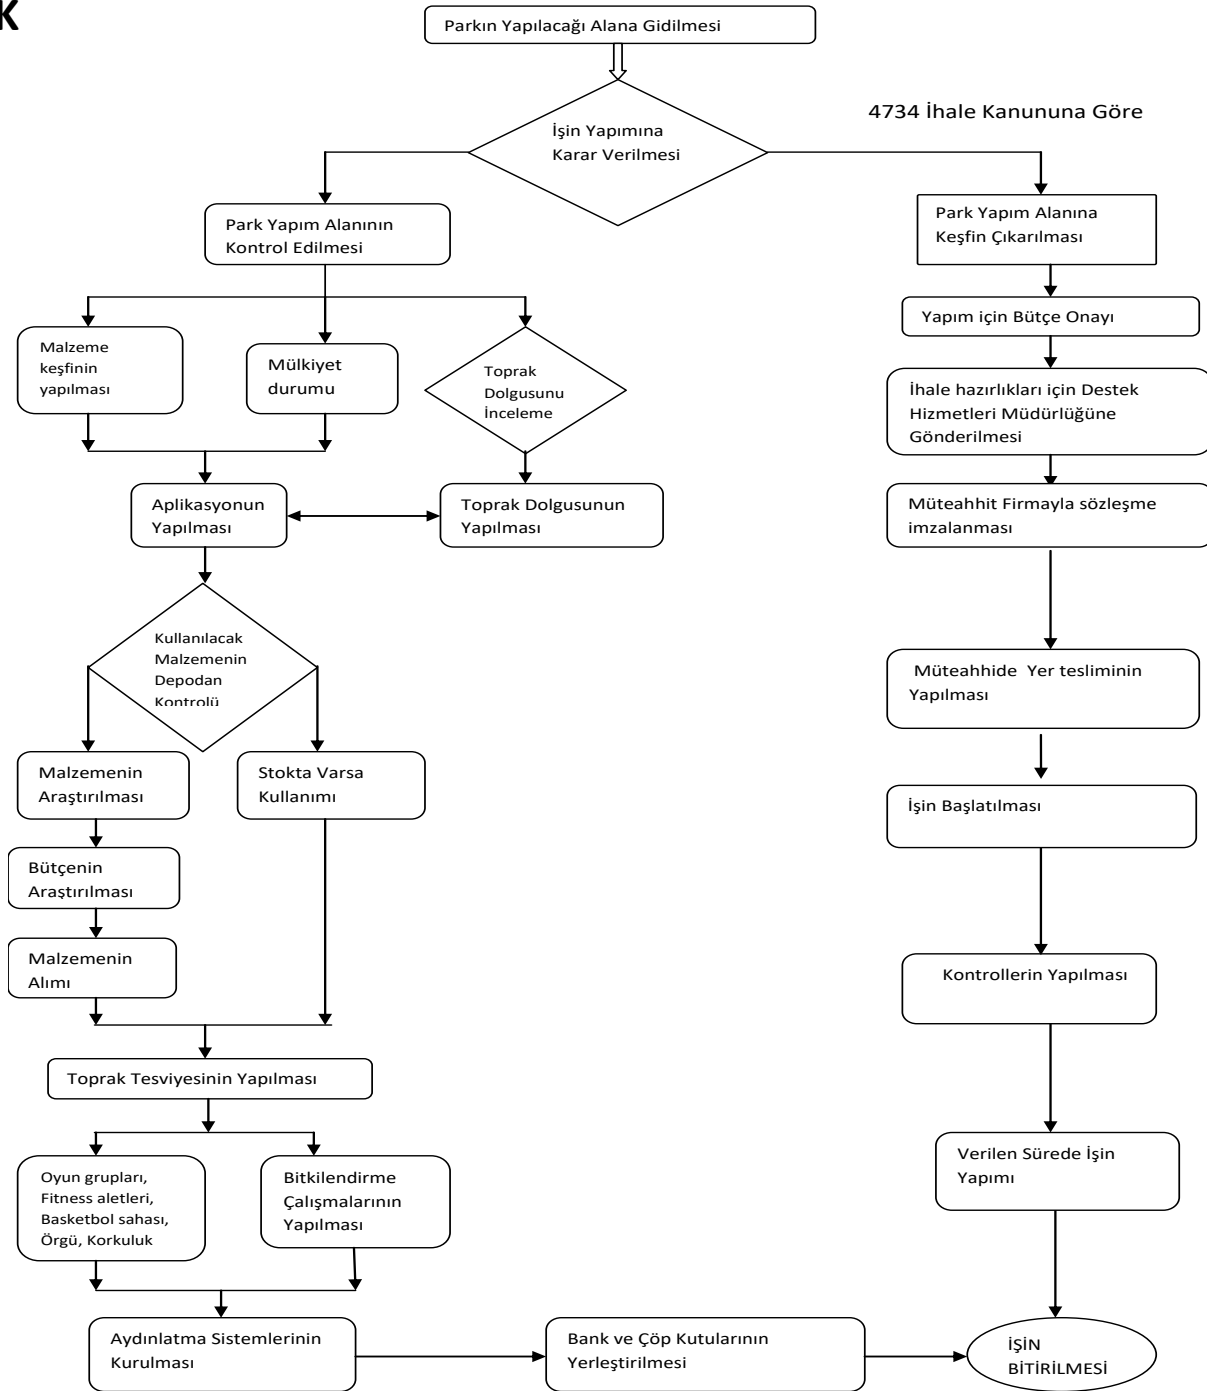 K
Parkın Yapılacağı Alana Gidilmesi
4734 İhale Kanununa Göre
İşin Yapımına
Karar Verilmesi
Park Yapım Alanının
Kontrol Edilmesi
Malzeme
keşfinin
yapılması
Mülkiyet
durumu
Toprak
Dolgusunu
İnceleme
Aplikasyonun
Yapılması
Toprak Dolgusunun
Yapılması
Kullanılacak
Malzemenin
Depodan
Kontrolü
Malzemenin
Araştırılması
Stokta Varsa
Kullanımı
Bütçenin
Araştırılması
Malzemenin
Alımı
Toprak Tesviyesinin Yapılması
Oyun grupları,
Fitness aletleri,
Basketbol sahası,
Örgü, Korkuluk
Bitkilendirme
Çalışmalarının
Yapılması
Aydınlatma Sistemlerinin
Kurulması
Bank ve Çöp Kutularının
Yerleştirilmesi
Park Yapım Alanına
Keşfin Çıkarılması
Yapım için Bütçe Onayı
İhale hazırlıkları için Destek
Hizmetleri Müdürlüğüne
Gönderilmesi
Müteahhit Firmayla sözleşme
imzalanması
Müteahhide Yer tesliminin
Yapılması
İşin Başlatılması
Kontrollerin Yapılması
Verilen Sürede İşin
Yapımı
İŞİN
BİTİRİLMESİ